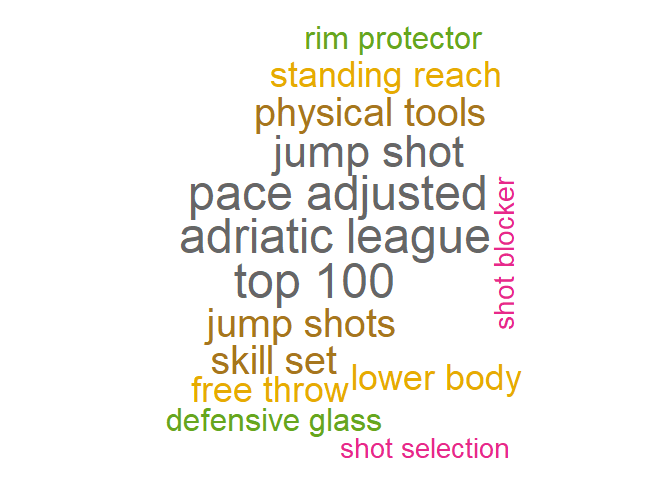 rim protector
standing reach
physical tools
jump shot
pace adjusted
shot blocker
adriatic league
top 100
jump shots
skill set
lower body
free throw
defensive glass
shot selection